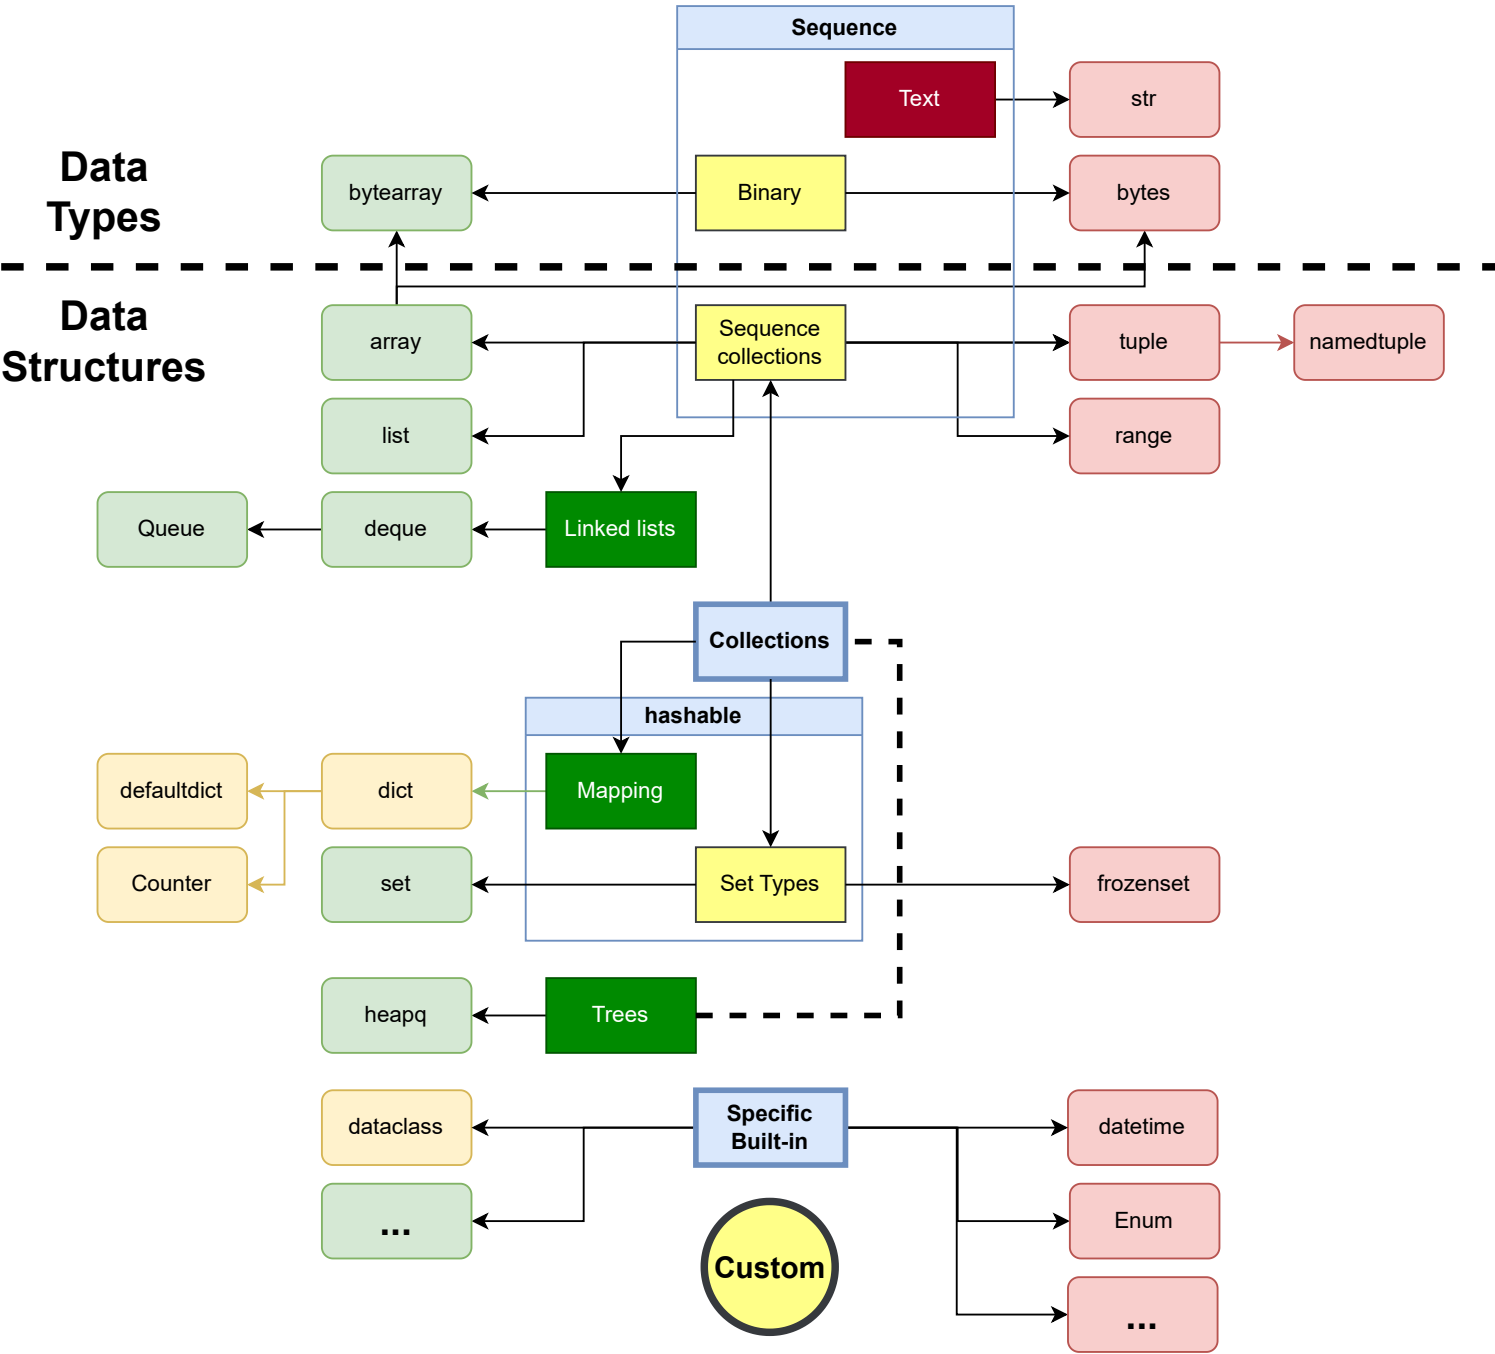 Sequence
Text
str
Data
Types
bytearray
Binary
bytes
Data
Structures
array
Sequence
collections
tuple
namedtuple
list
range
Queue
deque
Linked lists
Collections
hashable
defaultdict
dict
Mapping
Counter
set
Set Types
frozenset
heapq
Trees
dataclass
Specific
Built-in
datetime
...
Enum
Custom
...